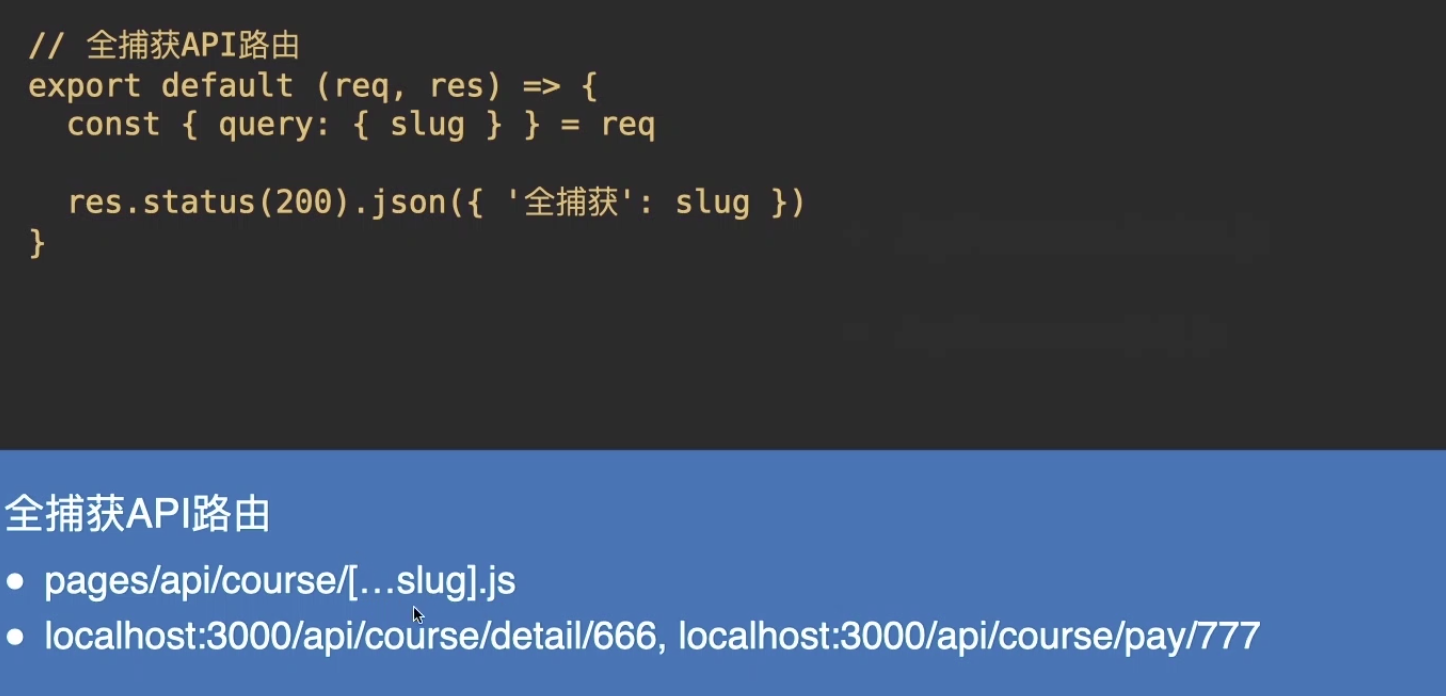 // 全捕获API路由
export default (req, res) => {
  const { query: { slug } } = req
  res.status(200).json({ '全捕获': slug })
}
全捕获API路由
● pages/api/course/[…slug].js
● localhost:3000/api/course/detail/666, localhost:3000/api/course/pay/777